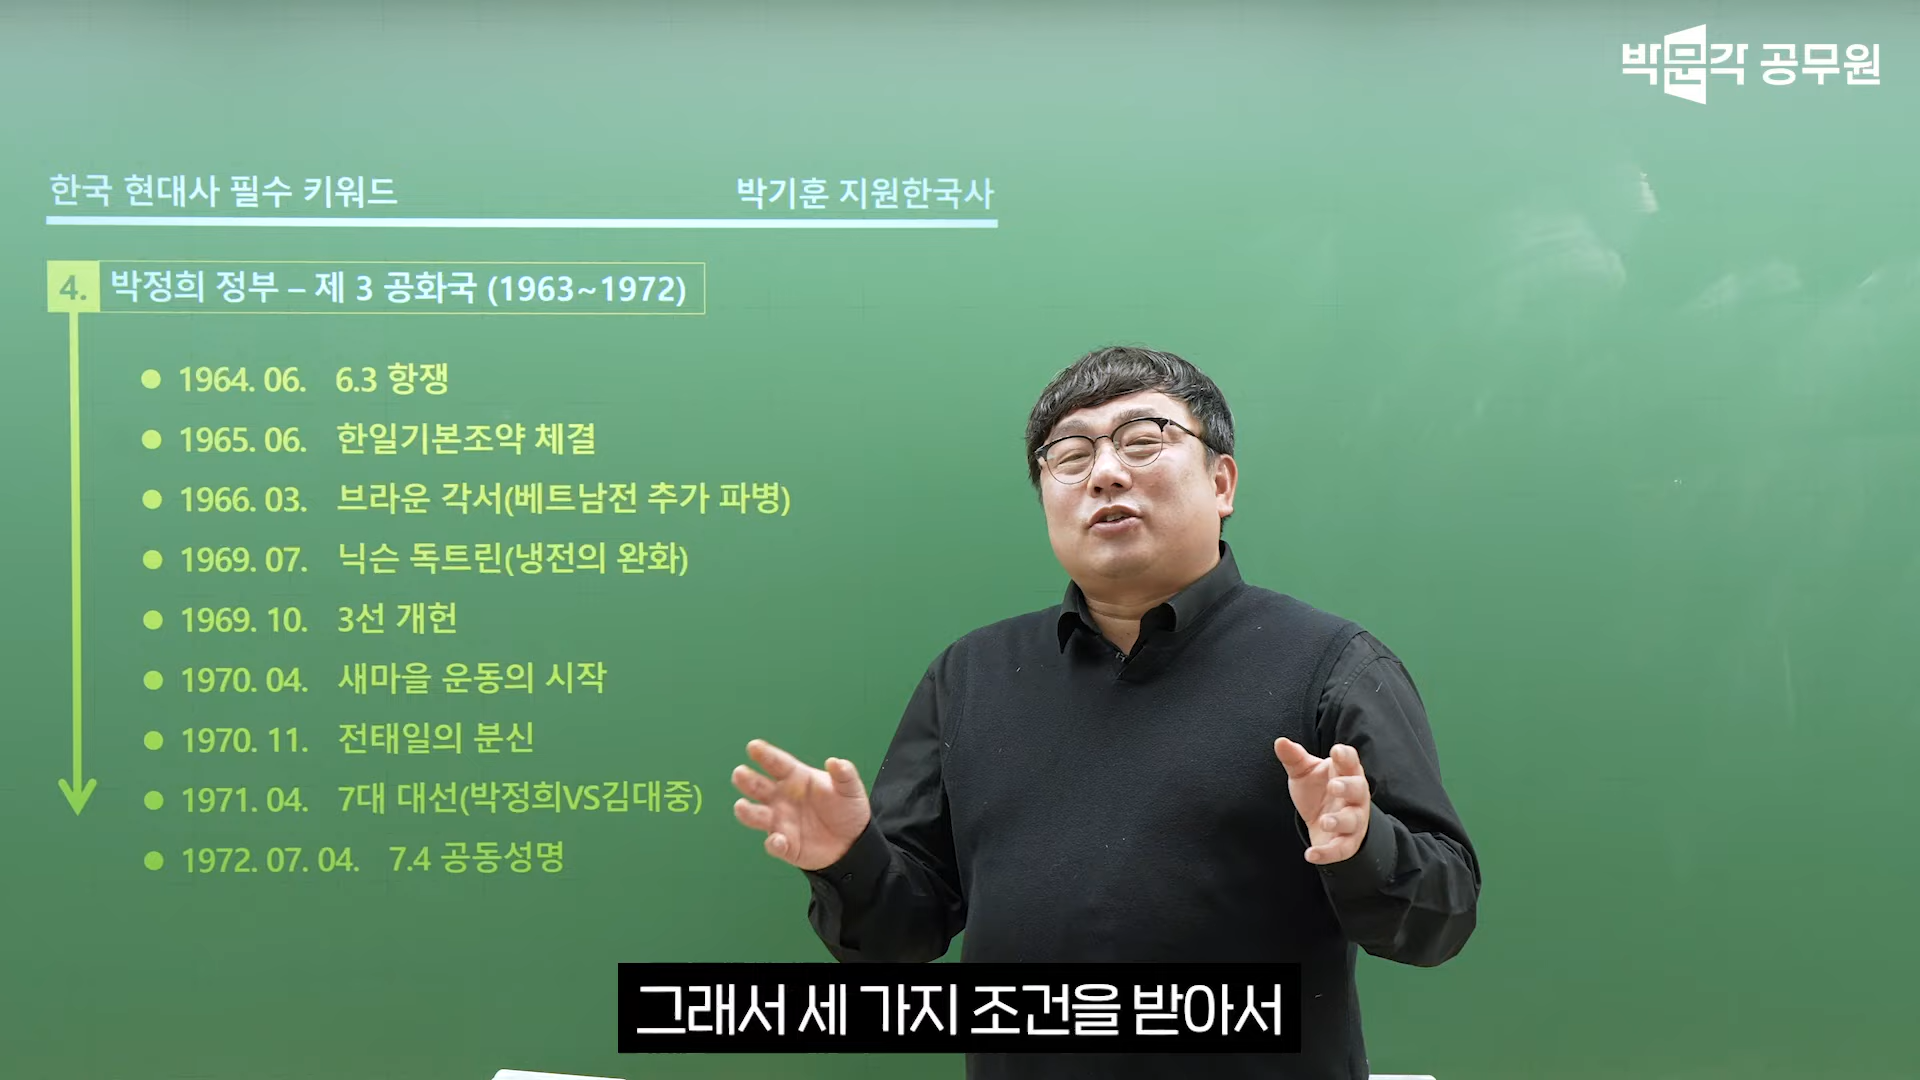 박문각 공무원
한국 현대사 필수 키워드 박기훈 지원한국사
4. 박정희 정부 – 제 3 공화국 (1963~1972)
1964. 06. 6.3 항쟁
1965. 06. 한일기본조약 체결
1966. 03. 브라운 각서(베트남전 추가 파병)
1969. 07. 닉슨 독트린(냉전의 완화)
1969. 10. 3선 개헌
1970. 04. 새마을 운동의 시작
1970. 11. 전태일의 분신
1971. 04. 7대 대선(박정희VS김대중)
1972. 07. 04. 7.4 공동성명
그래서 세 가지 조건을 받아서